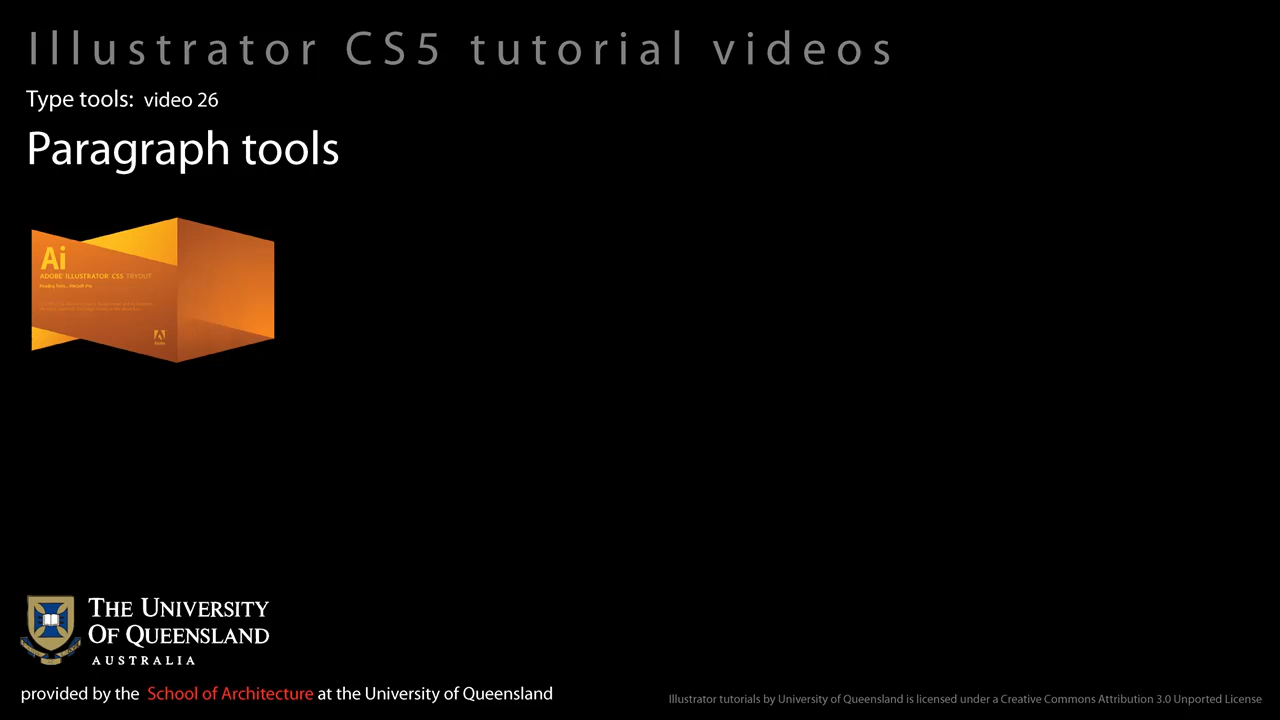 Illustrator CS5 tutorial videos
Type tools: video 26
Paragraph tools
Ai
ADOBE® ILLUSTRATOR® CS5 TRYOUT
Adobe
THE UNIVERSITY
OF QUEENSLAND
AUSTRALIA
provided by the School of Architecture at the University of Queensland
Illustrator tutorials by University of Queensland is licensed under a Creative Commons Attribution 3.0 Unported License